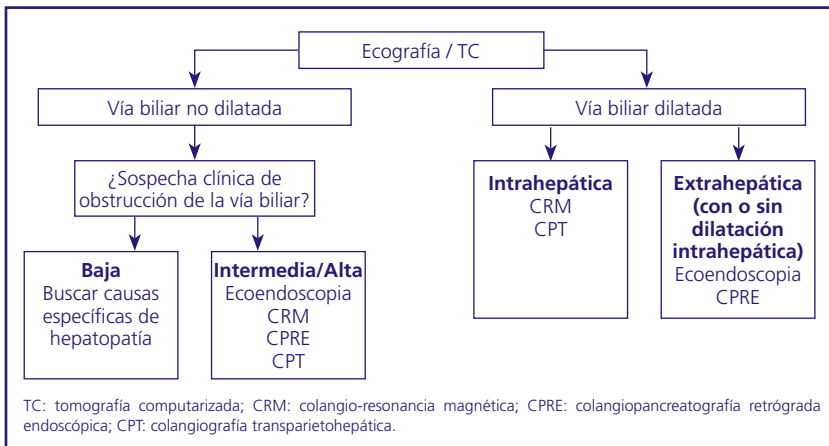 Ecografía / TC
Vía biliar no dilatada
Vía biliar dilatada
¿Sospecha clínica de
obstrucción de la vía biliar?
Baja
Buscar causas
específicas de
hepatopatía
Intermedia/Alta
Ecoendoscopia
CRM
CPRE
CPT
Intrahepática
CRM
CPT
Extrahepática
(con o sin
dilatación
intrahepática)
Ecoendoscopia
CPRE
TC: tomografía computarizada; CRM: colangio-resonancia magnética; CPRE: colangiopancreatografía retrógrada
endoscópica; CPT: colangiografía transparietohepática.